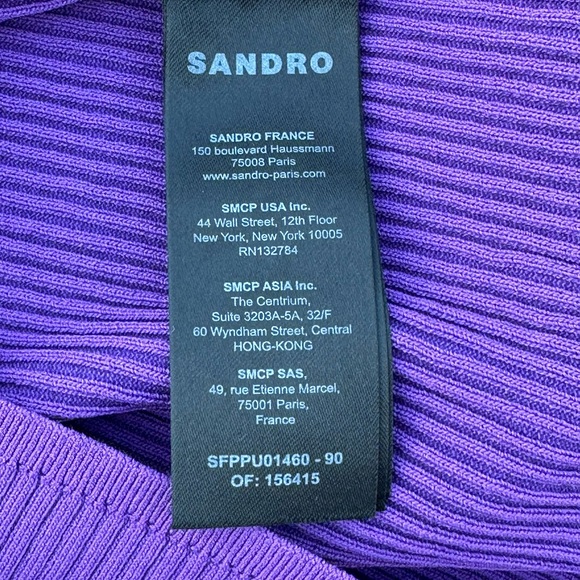 SANDRO
SANDRO FRANCE
150 boulevard Haussmann
75008 Paris
www.sandro-paris.com
SMCP USA Inc.
44 Wall Street, 12th Floor
New York, New York 10005
RN132784
SMCP ASIA Inc.
The Centrium,
Suite 3203A-5A, 32/F
60 Wyndham Street, Central
HONG-KONG
SMCP SAS,
49, rue Etienne Marcel,
75001 Paris,
France
SFPPU01460 - 90
OF: 156415